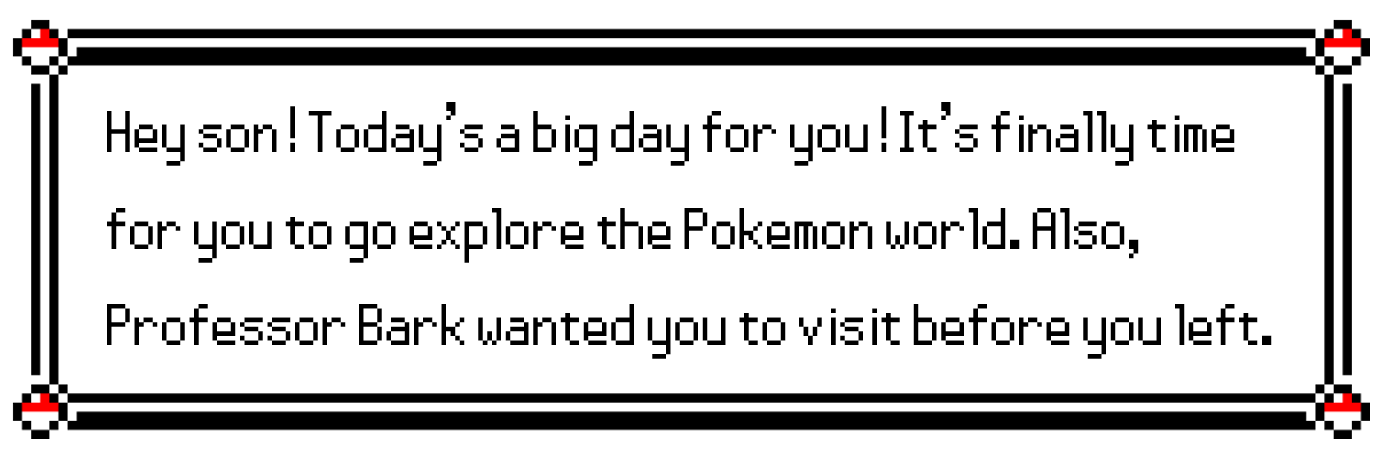 Hey son! Today's a big day for you! It's finally time
for you to go explore the Pokemon world. Also,
Professor Bark wanted you to visit before you left.